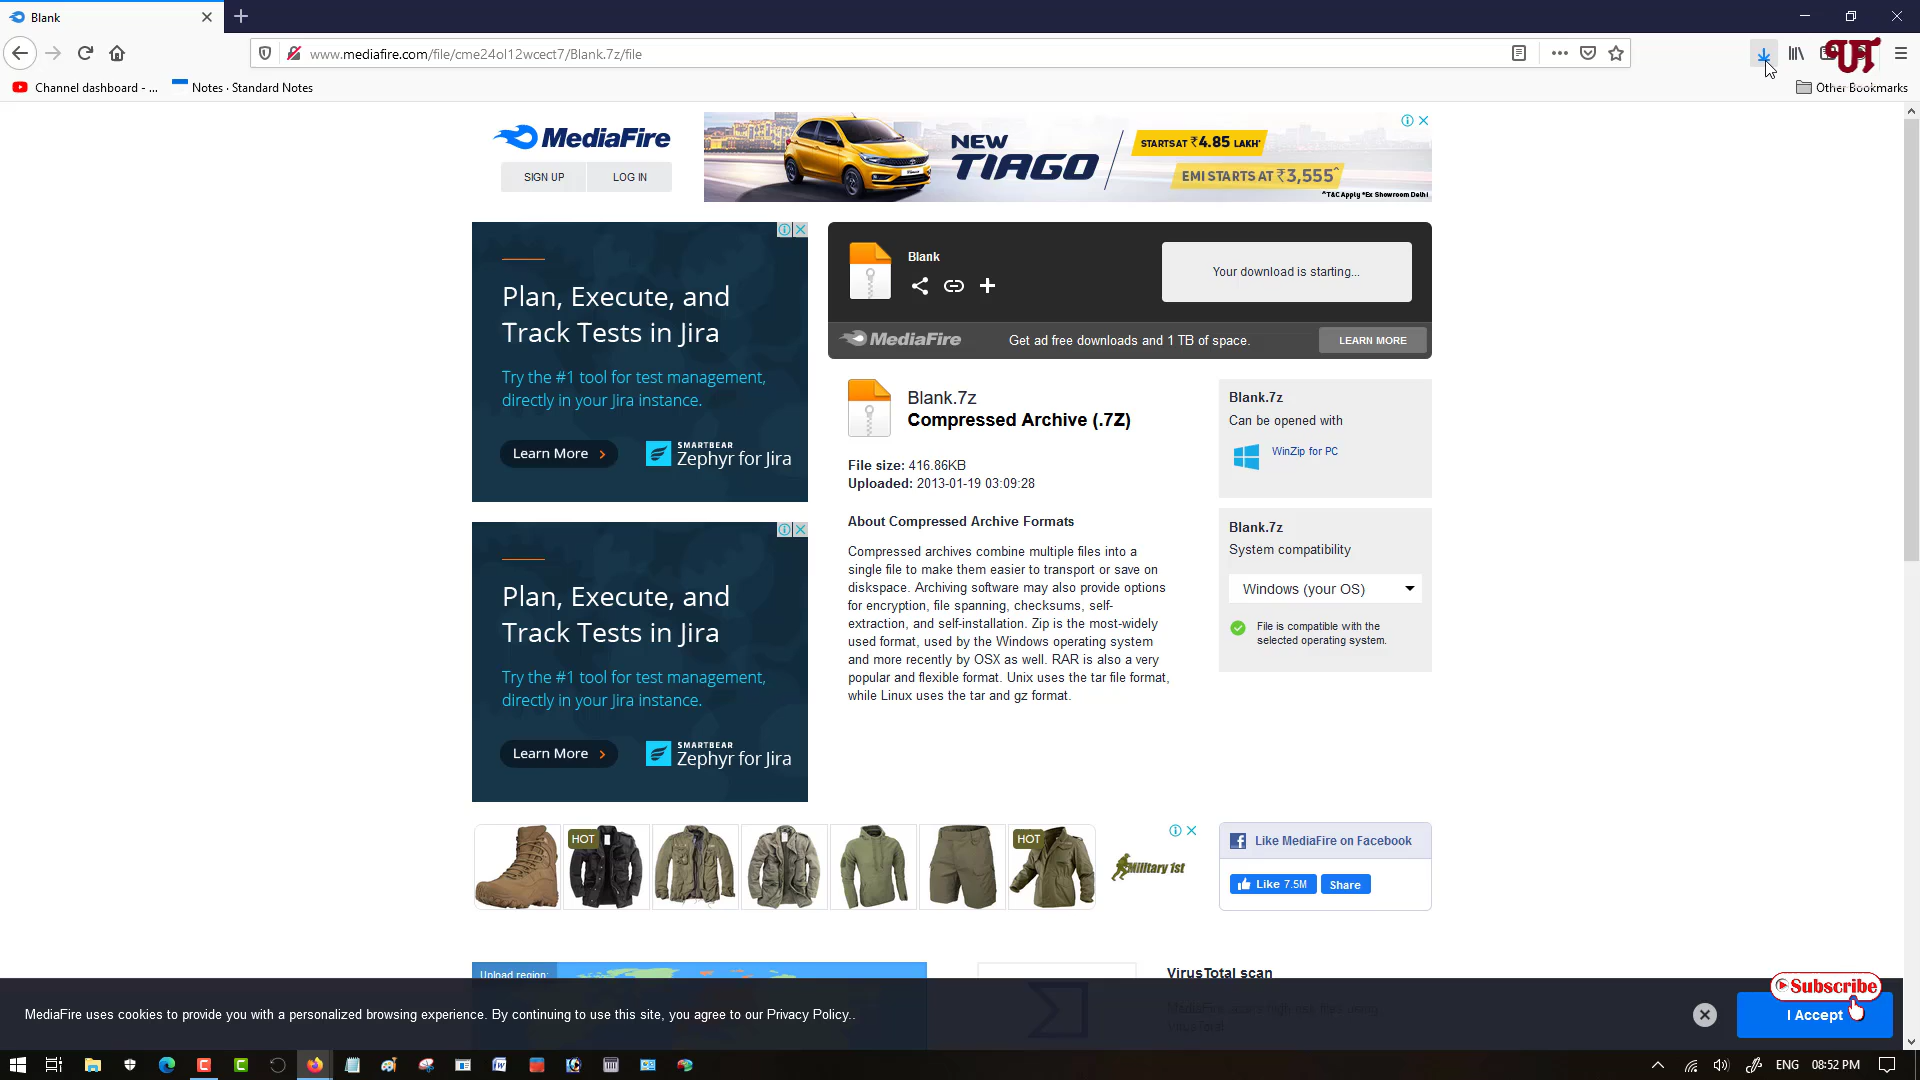 Blank
www.mediafire.com/file/cme24ol12wcect7/Blank.7z/file
Channel dashboard - ...
Notes · Standard Notes
Other Bookmarks
MediaFire
SIGN UP
LOG IN
NEW
TIAGO
STARTS AT ₹4.85 LAKH*
EMI STARTS AT ₹3,555^
^T&C Apply *Ex Showroom Delhi
Plan, Execute, and
Track Tests in Jira
Try the #1 tool for test management,
directly in your Jira instance.
Learn More
SMARTBEAR
Zephyr for Jira
Blank
Your download is starting...
MediaFire
Get ad free downloads and 1 TB of space.
LEARN MORE
Blank.7z
Compressed Archive (.7Z)
File size: 416.86KB
Uploaded: 2013-01-19 03:09:28
About Compressed Archive Formats
Compressed archives combine multiple files into a
single file to make them easier to transport or save on
diskspace. Archiving software may also provide options
for encryption, file spanning, checksums, self-
extraction, and self-installation. Zip is the most-widely
used format, used by the Windows operating system
and more recently by OSX as well. RAR is also a very
popular and flexible format. Unix uses the tar file format,
while Linux uses the tar and gz format.
Blank.7z
Can be opened with
WinZip for PC
Blank.7z
System compatibility
Windows (your OS)
File is compatible with the
selected operating system.
Plan, Execute, and
Track Tests in Jira
Try the #1 tool for test management,
directly in your Jira instance.
Learn More
SMARTBEAR
Zephyr for Jira
HOT
HOT
Military 1st
Like MediaFire on Facebook
Like 7.5M
Share
Upload region:
VirusTotal scan
MediaFire uses cookies to provide you with a personalized browsing experience. By continuing to use this site, you agree to our Privacy Policy..
Subscribe
I Accept
ENG
08:52 PM